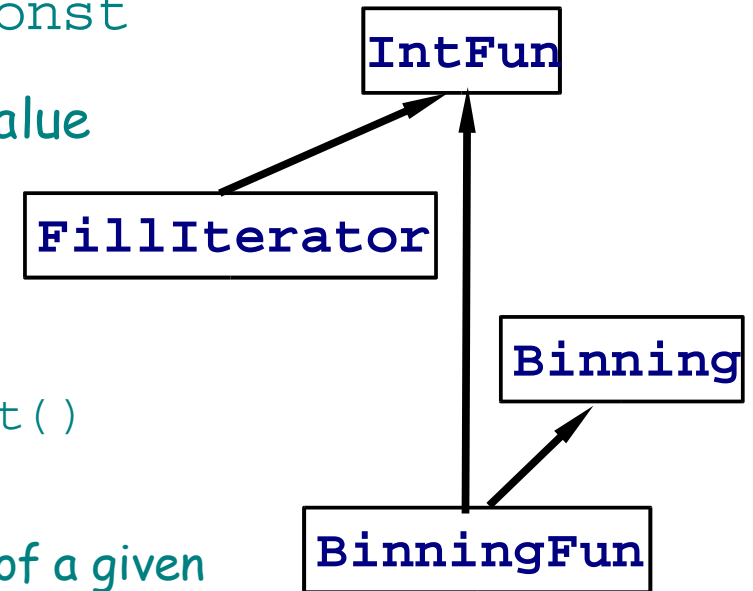 onst
IntFun
alue
FillIterator
Binning
t()
BinningFun
of a given